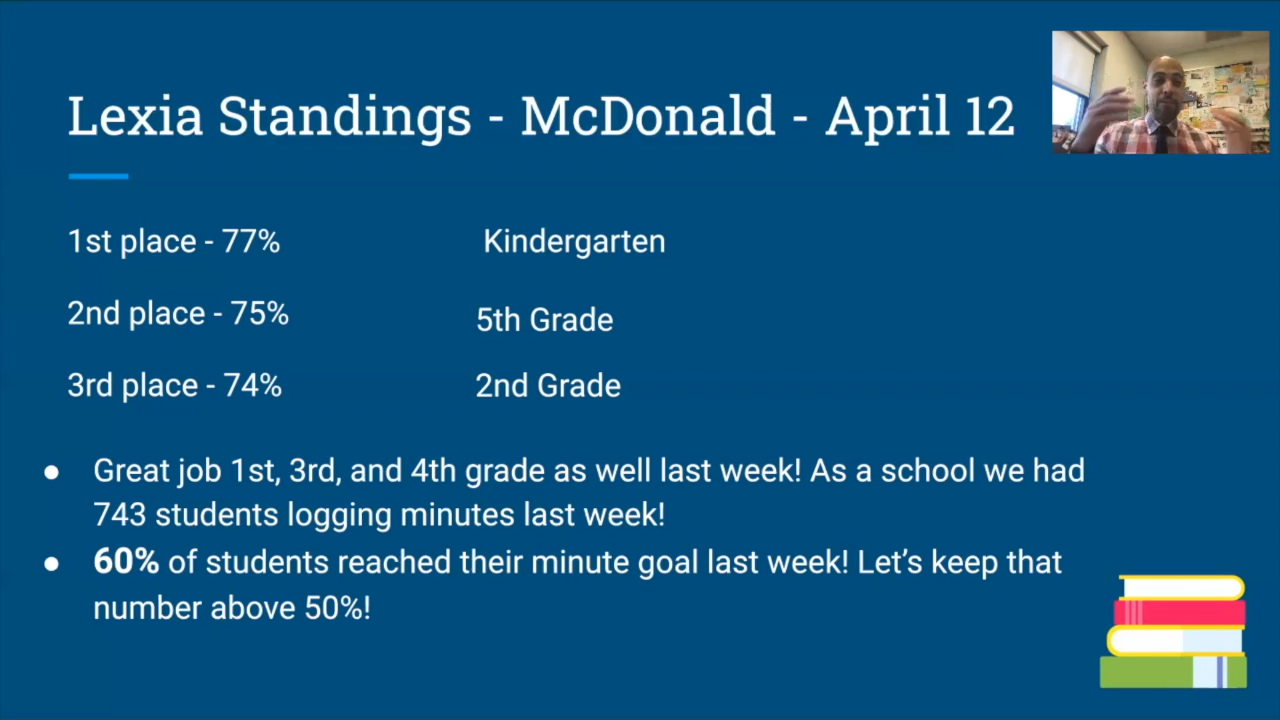 Lexia Standings - McDonald - April 12
1st place - 77% Kindergarten
2nd place - 75% 5th Grade
3rd place - 74% 2nd Grade
● Great job 1st, 3rd, and 4th grade as well last week! As a school we had
743 students logging minutes last week!
● 60% of students reached their minute goal last week! Let’s keep that
number above 50%!